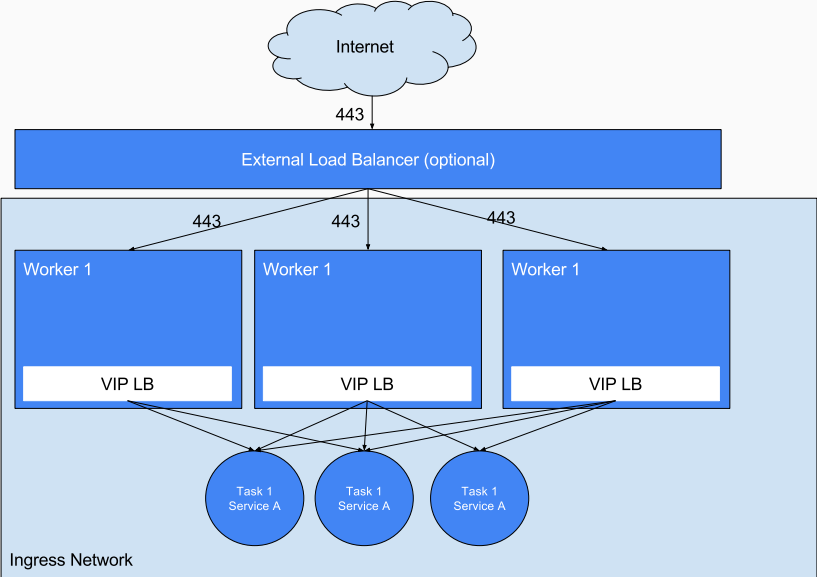 Internet
443
External Load Balancer (optional)
443
443
443
Worker 1
Worker 1
Worker 1
VIP LB
VIP LB
VIP LB
Task 1
Service A
Task 1
Service A
Task 1
Service A
Ingress Network